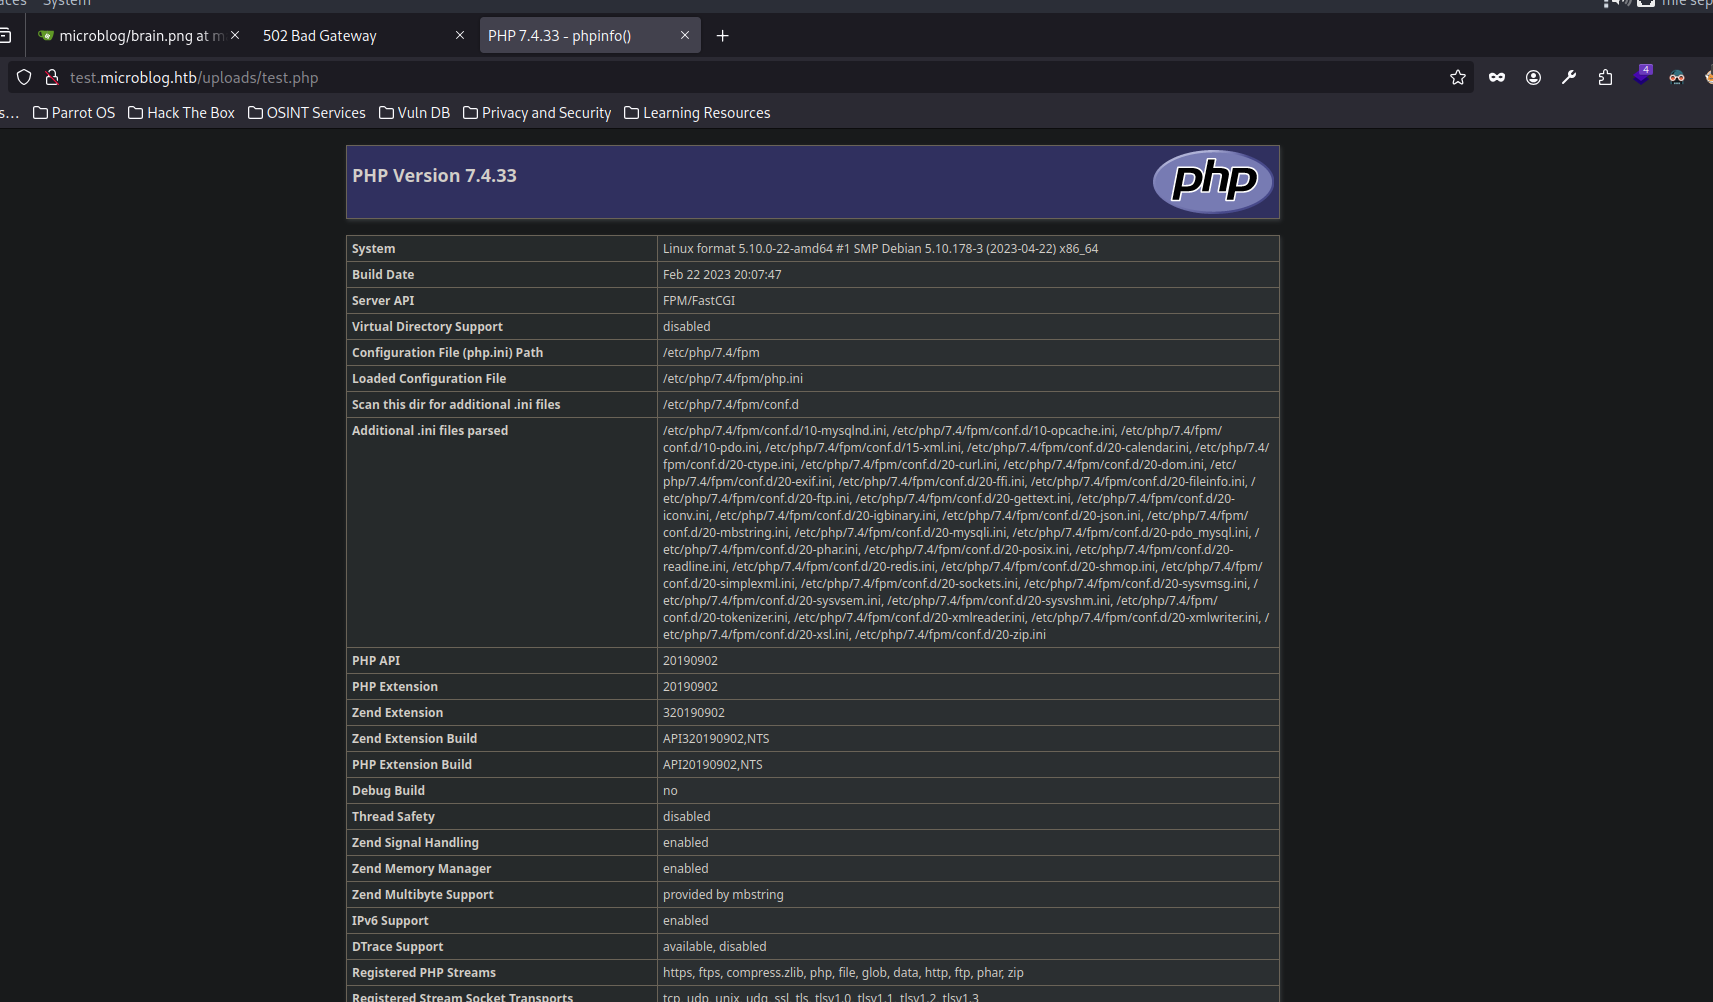 System
microblog/brain.png at m
502 Bad Gateway
PHP 7.4.33 - phpinfo()
test.microblog.htb/uploads/test.php
4
s…
Parrot OS
Hack The Box
OSINT Services
Vuln DB
Privacy and Security
Learning Resources
PHP Version 7.4.33
php
System Linux format 5.10.0-22-amd64 #1 SMP Debian 5.10.178-3 (2023-04-22) x86_64
Build Date Feb 22 2023 20:07:47
Server API FPM/FastCGI
Virtual Directory Support disabled
Configuration File (php.ini) Path /etc/php/7.4/fpm
Loaded Configuration File /etc/php/7.4/fpm/php.ini
Scan this dir for additional .ini files /etc/php/7.4/fpm/conf.d
Additional .ini files parsed /etc/php/7.4/fpm/conf.d/10-mysqlnd.ini, /etc/php/7.4/fpm/conf.d/10-opcache.ini, /etc/php/7.4/fpm/
conf.d/10-pdo.ini, /etc/php/7.4/fpm/conf.d/15-xml.ini, /etc/php/7.4/fpm/conf.d/20-calendar.ini, /etc/php/7.4/
fpm/conf.d/20-ctype.ini, /etc/php/7.4/fpm/conf.d/20-curl.ini, /etc/php/7.4/fpm/conf.d/20-dom.ini, /etc/
php/7.4/fpm/conf.d/20-exif.ini, /etc/php/7.4/fpm/conf.d/20-ffi.ini, /etc/php/7.4/fpm/conf.d/20-fileinfo.ini, /
etc/php/7.4/fpm/conf.d/20-ftp.ini, /etc/php/7.4/fpm/conf.d/20-gettext.ini, /etc/php/7.4/fpm/conf.d/20-
iconv.ini, /etc/php/7.4/fpm/conf.d/20-igbinary.ini, /etc/php/7.4/fpm/conf.d/20-json.ini, /etc/php/7.4/fpm/
conf.d/20-mbstring.ini, /etc/php/7.4/fpm/conf.d/20-mysqli.ini, /etc/php/7.4/fpm/conf.d/20-pdo_mysql.ini, /
etc/php/7.4/fpm/conf.d/20-phar.ini, /etc/php/7.4/fpm/conf.d/20-posix.ini, /etc/php/7.4/fpm/conf.d/20-
readline.ini, /etc/php/7.4/fpm/conf.d/20-redis.ini, /etc/php/7.4/fpm/conf.d/20-shmop.ini, /etc/php/7.4/fpm/
conf.d/20-simplexml.ini, /etc/php/7.4/fpm/conf.d/20-sockets.ini, /etc/php/7.4/fpm/conf.d/20-sysvmsg.ini, /
etc/php/7.4/fpm/conf.d/20-sysvsem.ini, /etc/php/7.4/fpm/conf.d/20-sysvshm.ini, /etc/php/7.4/fpm/
conf.d/20-tokenizer.ini, /etc/php/7.4/fpm/conf.d/20-xmlreader.ini, /etc/php/7.4/fpm/conf.d/20-xmlwriter.ini, /
etc/php/7.4/fpm/conf.d/20-xsl.ini, /etc/php/7.4/fpm/conf.d/20-zip.ini
PHP API 20190902
PHP Extension 20190902
Zend Extension 320190902
Zend Extension Build API320190902,NTS
PHP Extension Build API20190902,NTS
Debug Build no
Thread Safety disabled
Zend Signal Handling enabled
Zend Memory Manager enabled
Zend Multibyte Support provided by mbstring
IPv6 Support enabled
DTrace Support available, disabled
Registered PHP Streams https, ftps, compress.zlib, php, file, glob, data, http, ftp, phar, zip
Registered Stream Socket Transports tcp, udp, unix, udg, ssl, tls, tlsv1.0, tlsv1.1, tlsv1.2, tlsv1.3